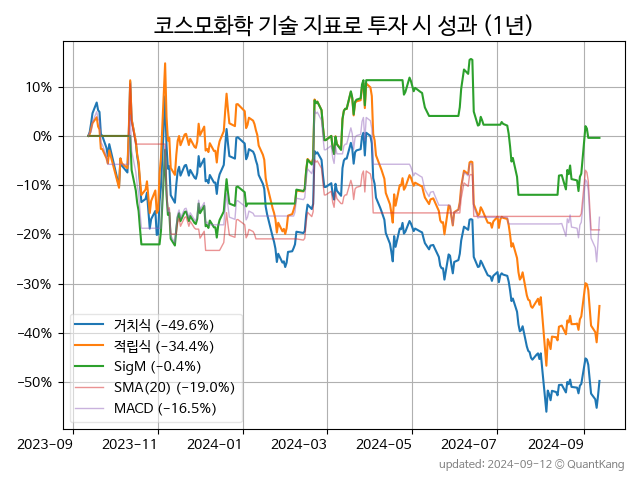 코스모화학 기술 지표로 투자 시 성과 (1년)
10%
0%
−10%
−20%
−30%
−40%
−50%
거치식 (−49.6%)
적립식 (−34.4%)
SigM (−0.4%)
SMA(20) (−19.0%)
MACD (−16.5%)
2023-09
2023-11
2024-01
2024-03
2024-05
2024-07
2024-09
updated: 2024-09-12 © QuantKang